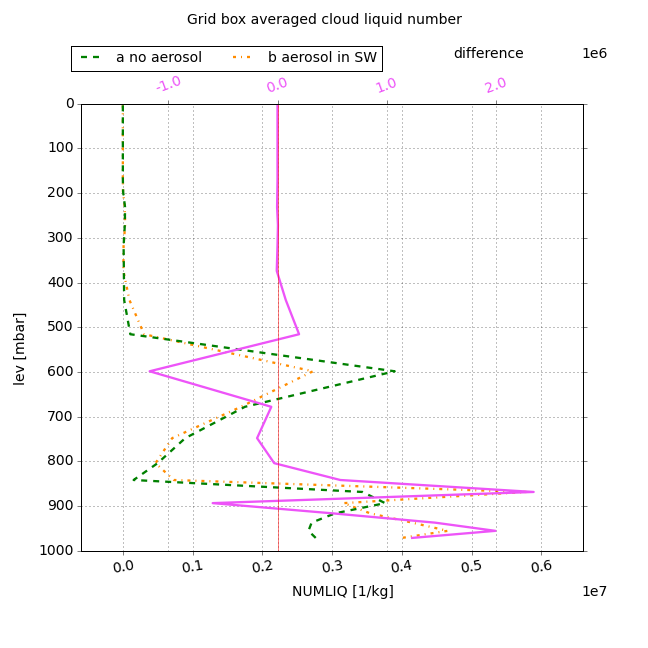 Grid box averaged cloud liquid number
a no aerosol b aerosol in SW
difference 1e6
-1.0 0.0 1.0 2.0
0
100
200
300
400
500
600
700
800
900
1000
lev [mbar]
0.0 0.1 0.2 0.3 0.4 0.5 0.6
NUMLIQ [1/kg] 1e7